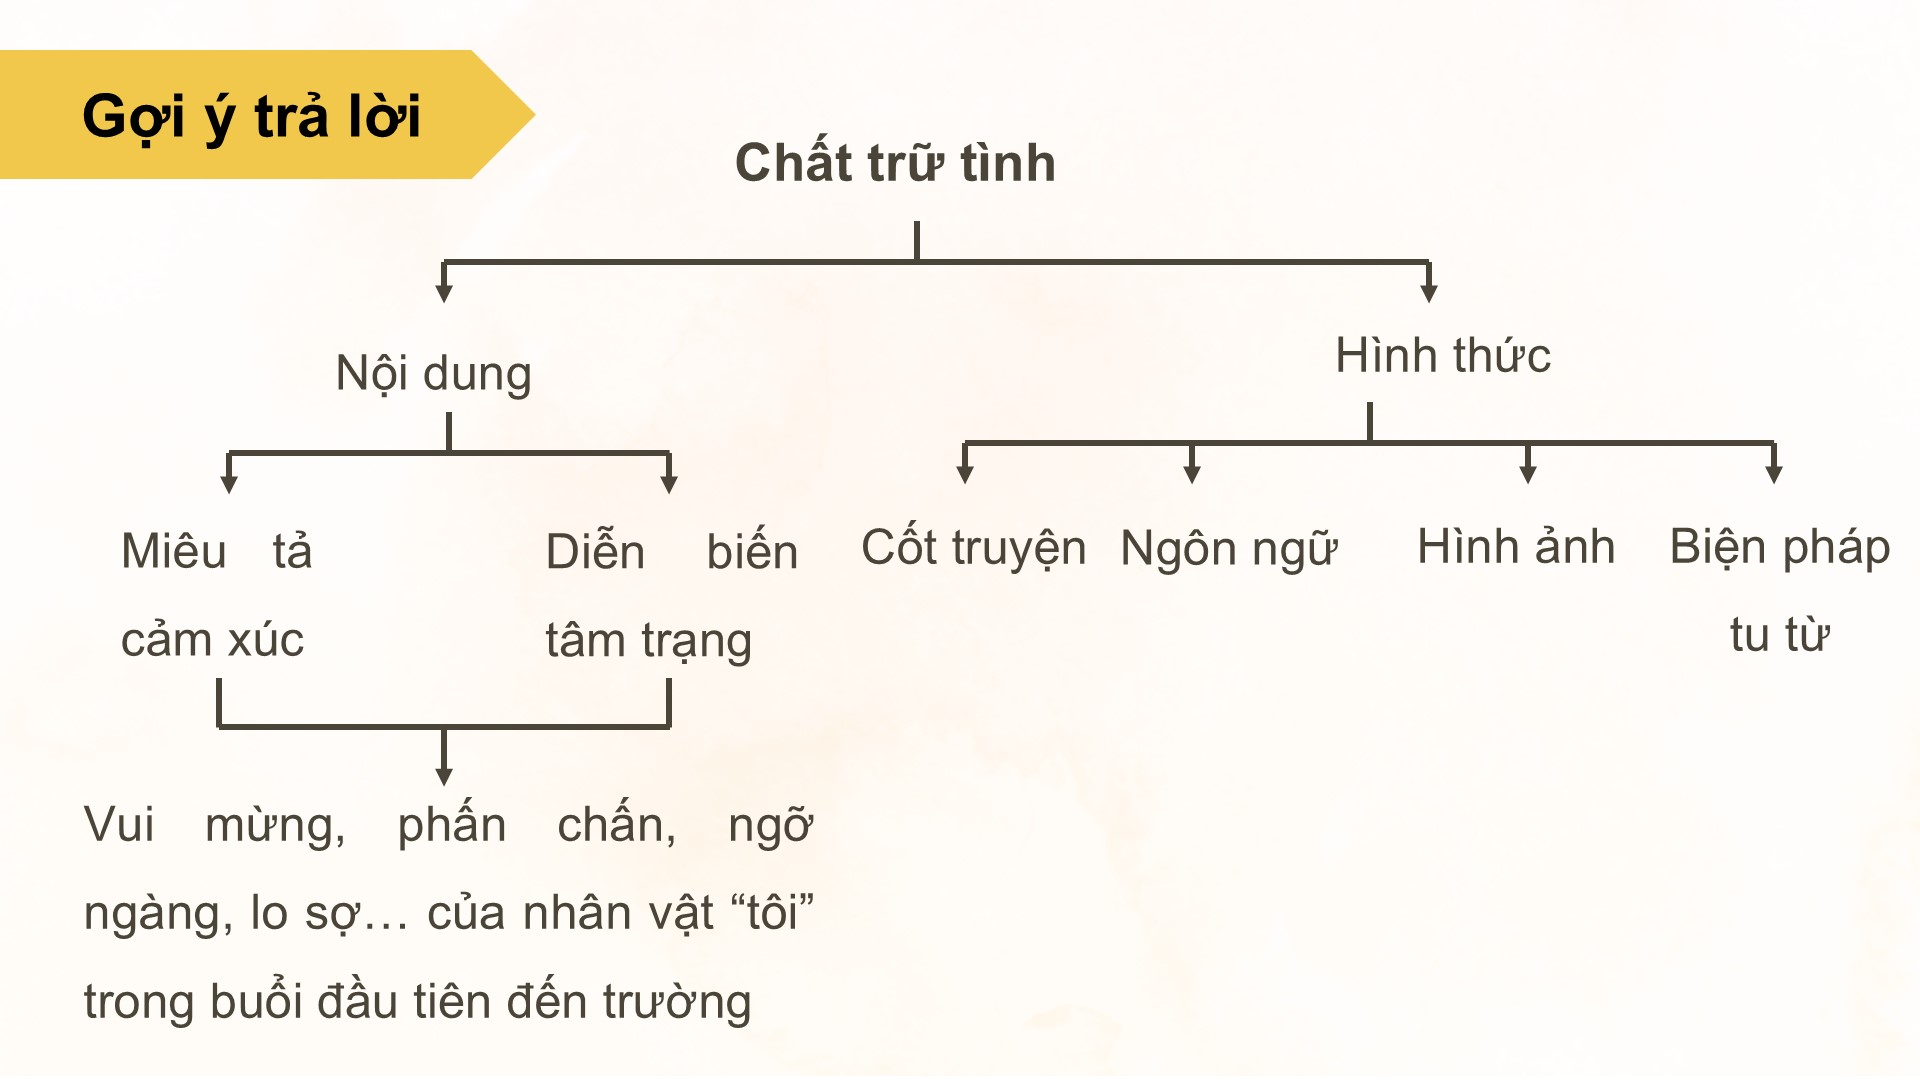 Gợi ý trả lời
Chất trữ tình
Nội dung
Hình thức
Miêu tả
cảm xúc
Diễn biến
tâm trạng
Cốt truyện
Ngôn ngữ
Hình ảnh
Biện pháp
tu từ
Vui mừng, phấn chấn, ngỡ
ngàng, lo sợ… của nhân vật “tôi”
trong buổi đầu tiên đến trường